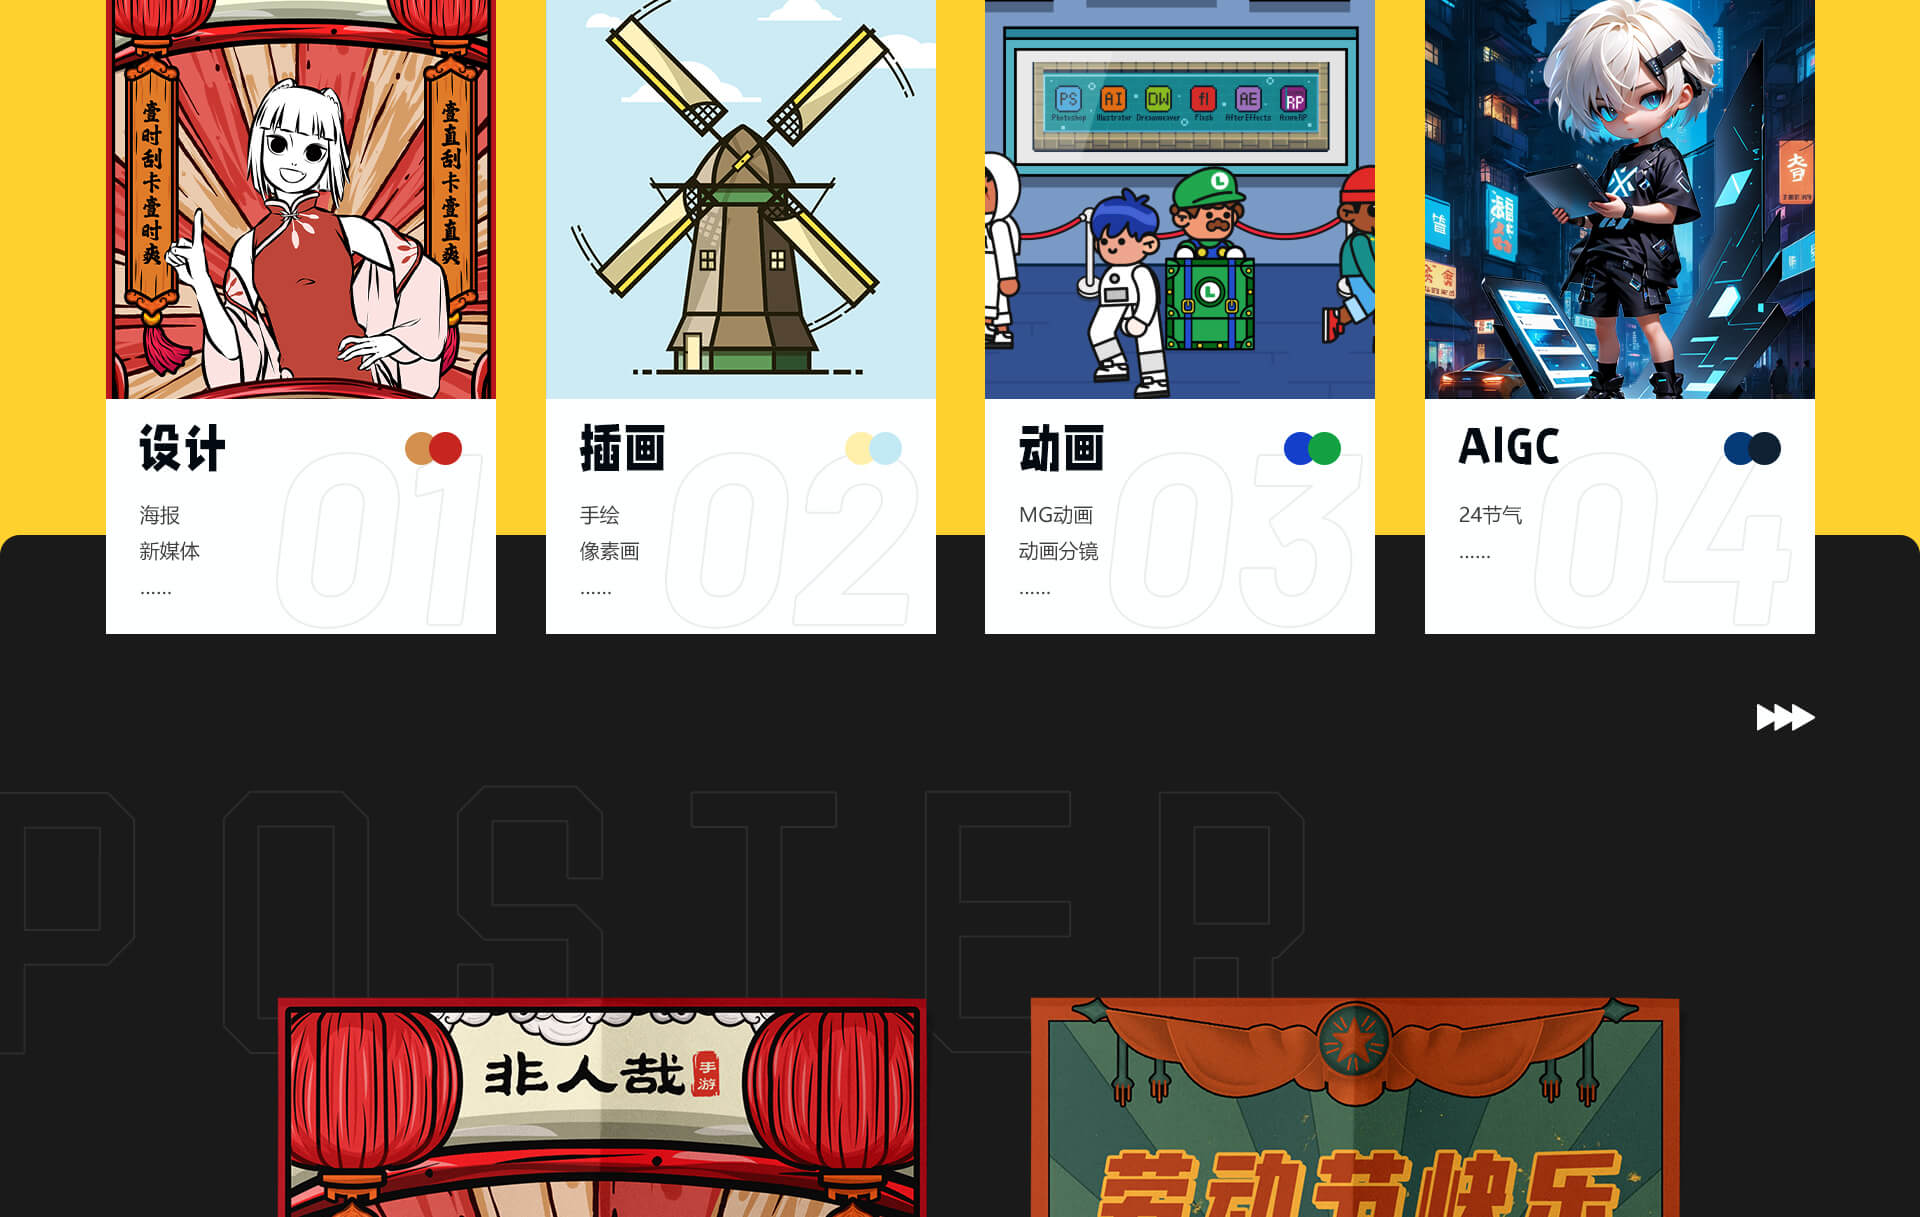 壹时刮卡壹时爽
壹直刮卡壹直爽
PS AI DW fl AE RP
Photoshop Illustrator Dreamweaver Flash AfterEffects AxureRP
L
L
设计
01
海报
新媒体
……
插画
02
手绘
像素画
……
动画
03
MG动画
动画分镜
……
AIGC
04
24节气
……
POSTER
非人哉
手游
劳动节快乐